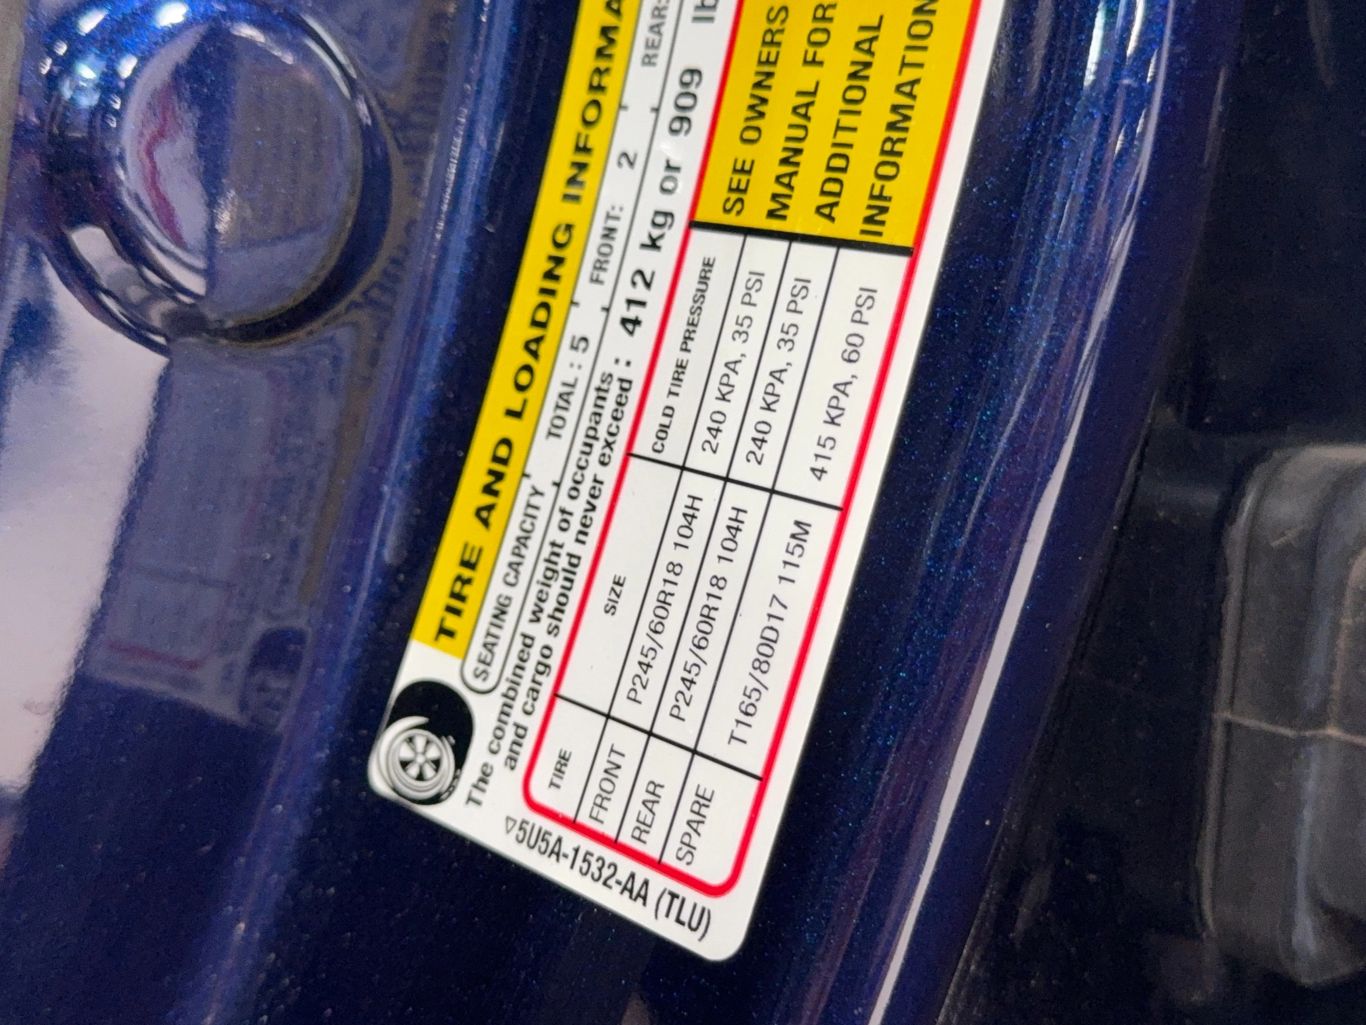 TIRE AND LOADING INFORMA
SEATING CAPACITY TOTAL : 5 FRONT: 2 REAR:
The combined weight of occupants
and cargo should never exceed : 412 kg or 909 lb
TIRE SIZE COLD TIRE PRESSURE
FRONT P245/60R18 104H 240 KPA, 35 PSI
REAR P245/60R18 104H 240 KPA, 35 PSI
SPARE T165/80D17 115M 415 KPA, 60 PSI
SEE OWNERS
MANUAL FOR
ADDITIONAL
INFORMATION
▽5U5A-1532-AA (TLU)